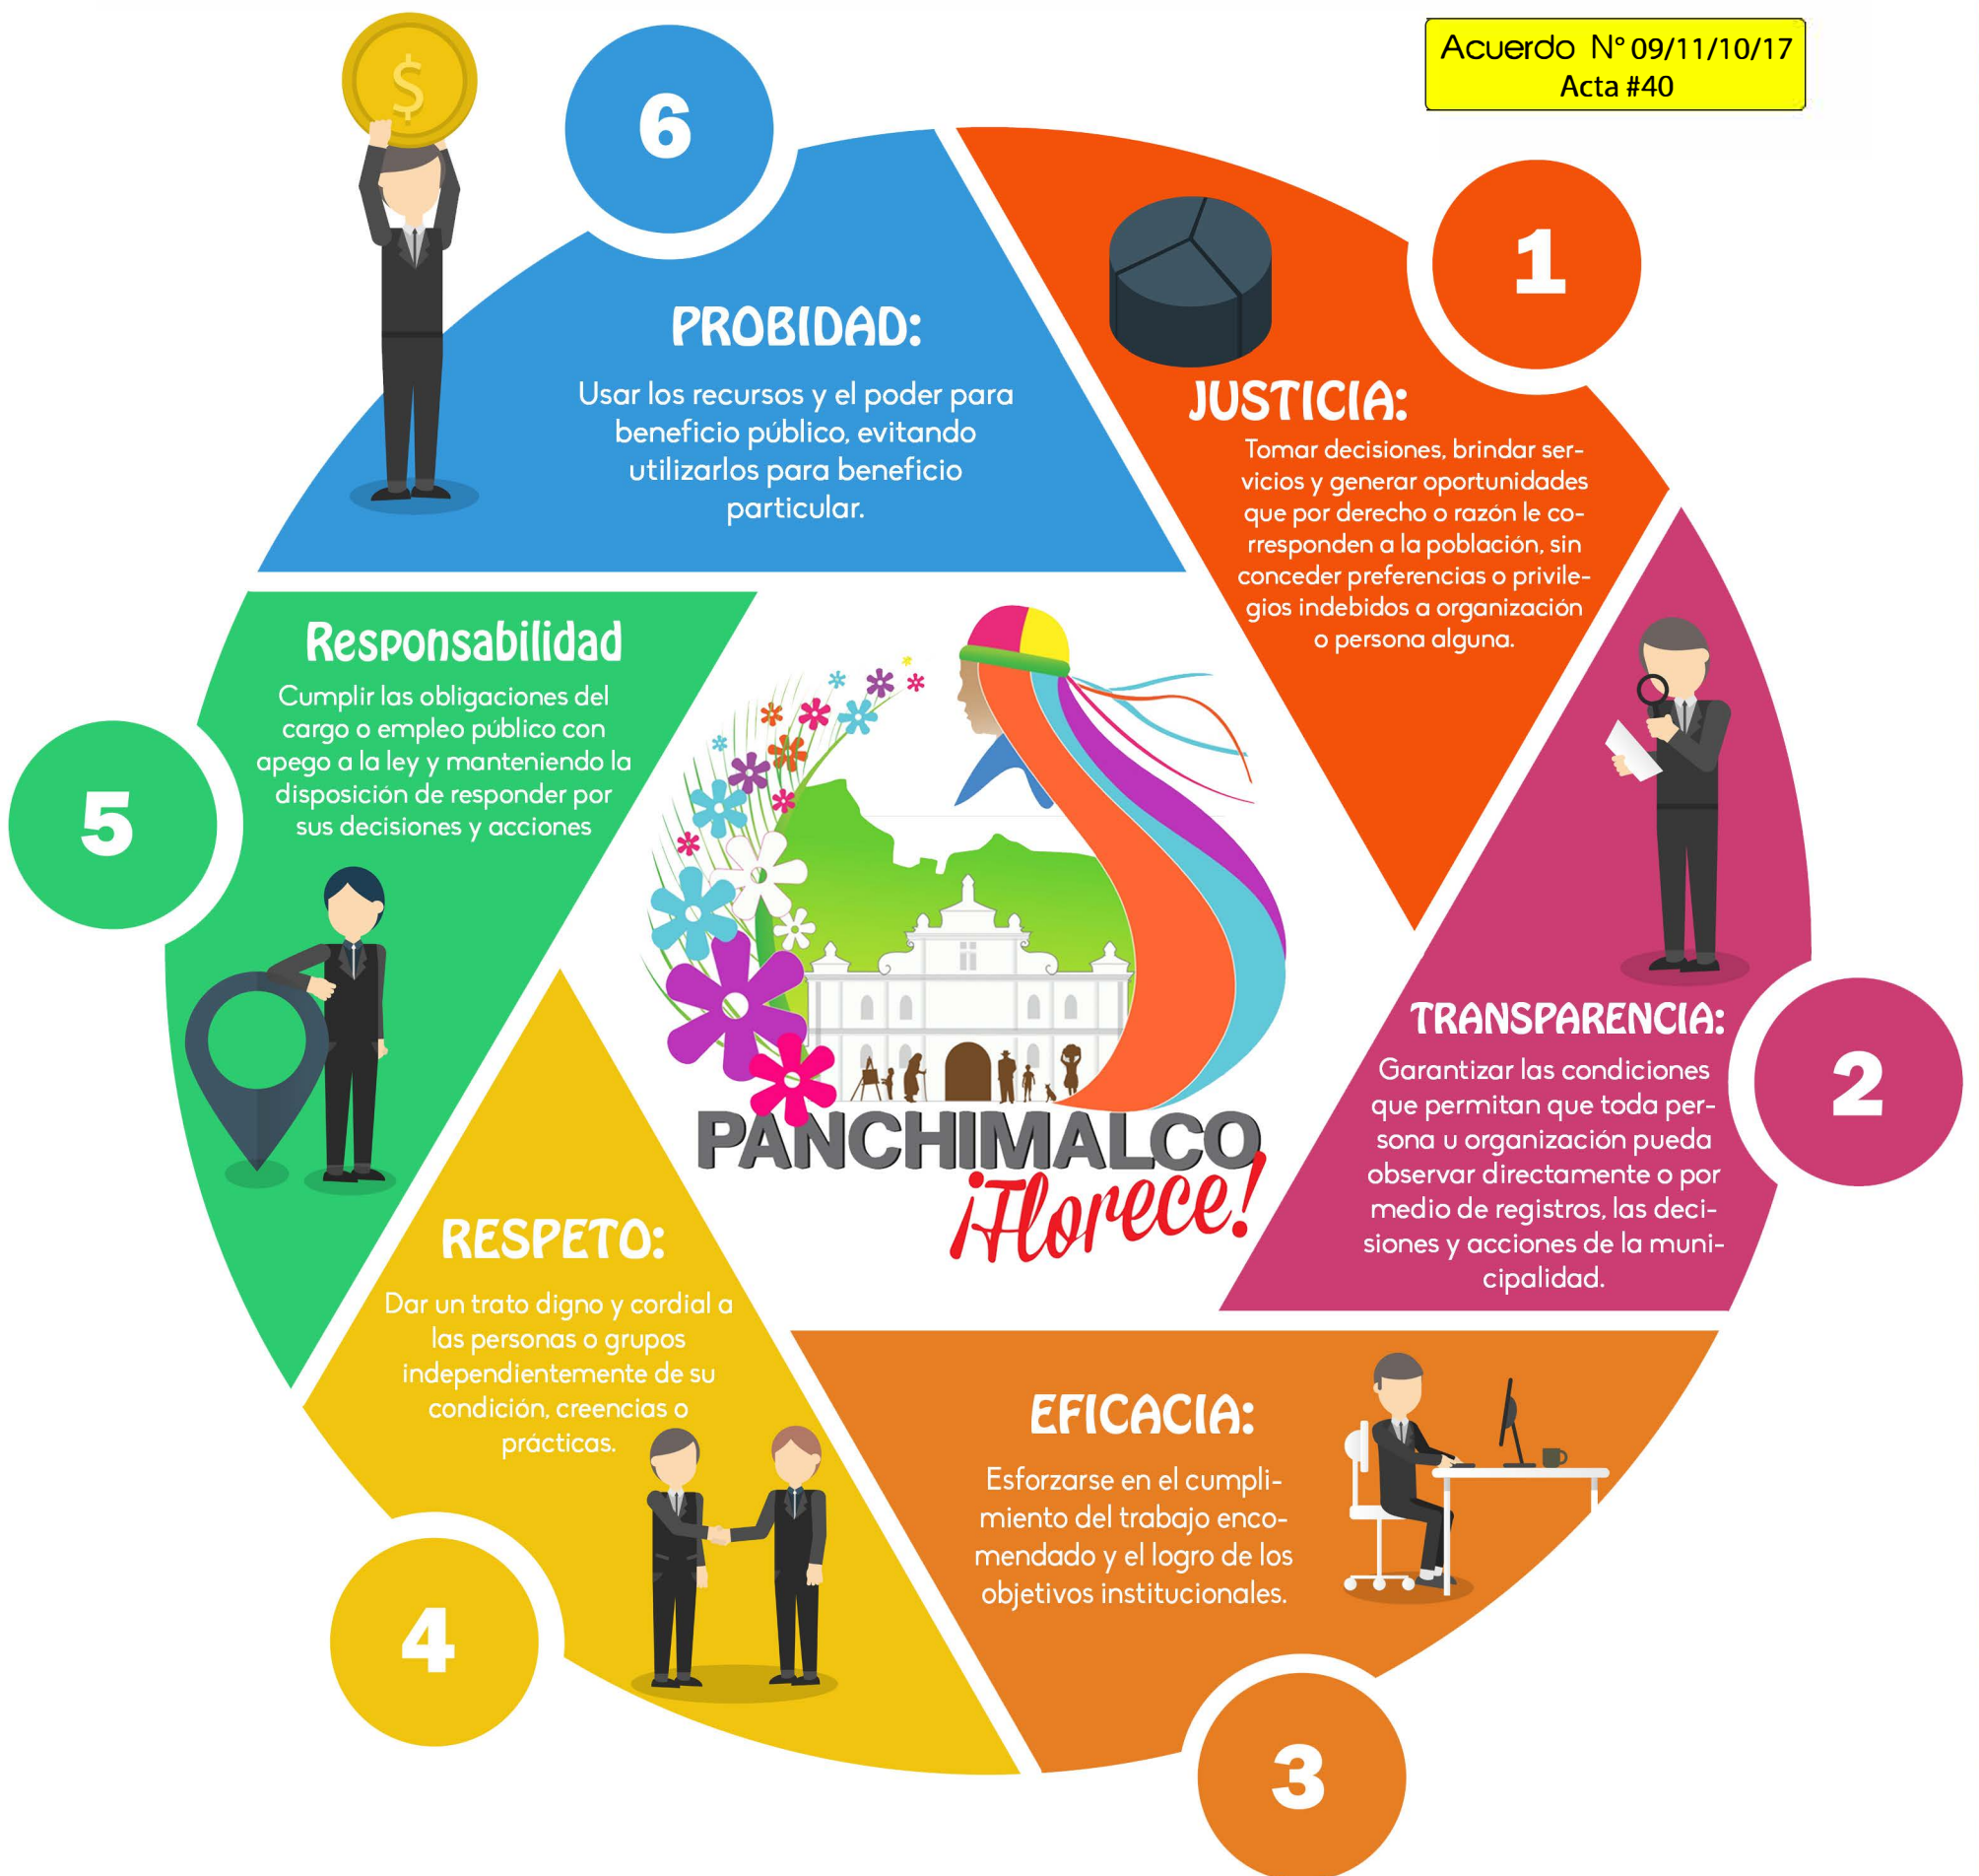 Acuerdo N° 09/11/10/17
Acta #40
1
JUSTICIA:
Tomar decisiones, brindar ser-
vicios y generar oportunidades
que por derecho o razón le co-
rresponden a la población, sin
conceder preferencias o privile-
gios indebidos a organización
o persona alguna.
2
TRANSPARENCIA:
Garantizar las condiciones
que permitan que toda per-
sona u organización pueda
observar directamente o por
medio de registros, las deci-
siones y acciones de la muni-
cipalidad.
3
EFICACIA:
Esforzarse en el cumpli-
miento del trabajo enco-
mendado y el logro de los
objetivos institucionales.
4
RESPETO:
Dar un trato digno y cordial a
las personas o grupos
independientemente de su
condición, creencias o
prácticas.
5
Responsabilidad
Cumplir las obligaciones del
cargo o empleo público con
apego a la ley y manteniendo la
disposición de responder por
sus decisiones y acciones
6
PROBIDAD:
Usar los recursos y el poder para
beneficio público, evitando
utilizarlos para beneficio
particular.
$
PANCHIMALCO
¡Florece!